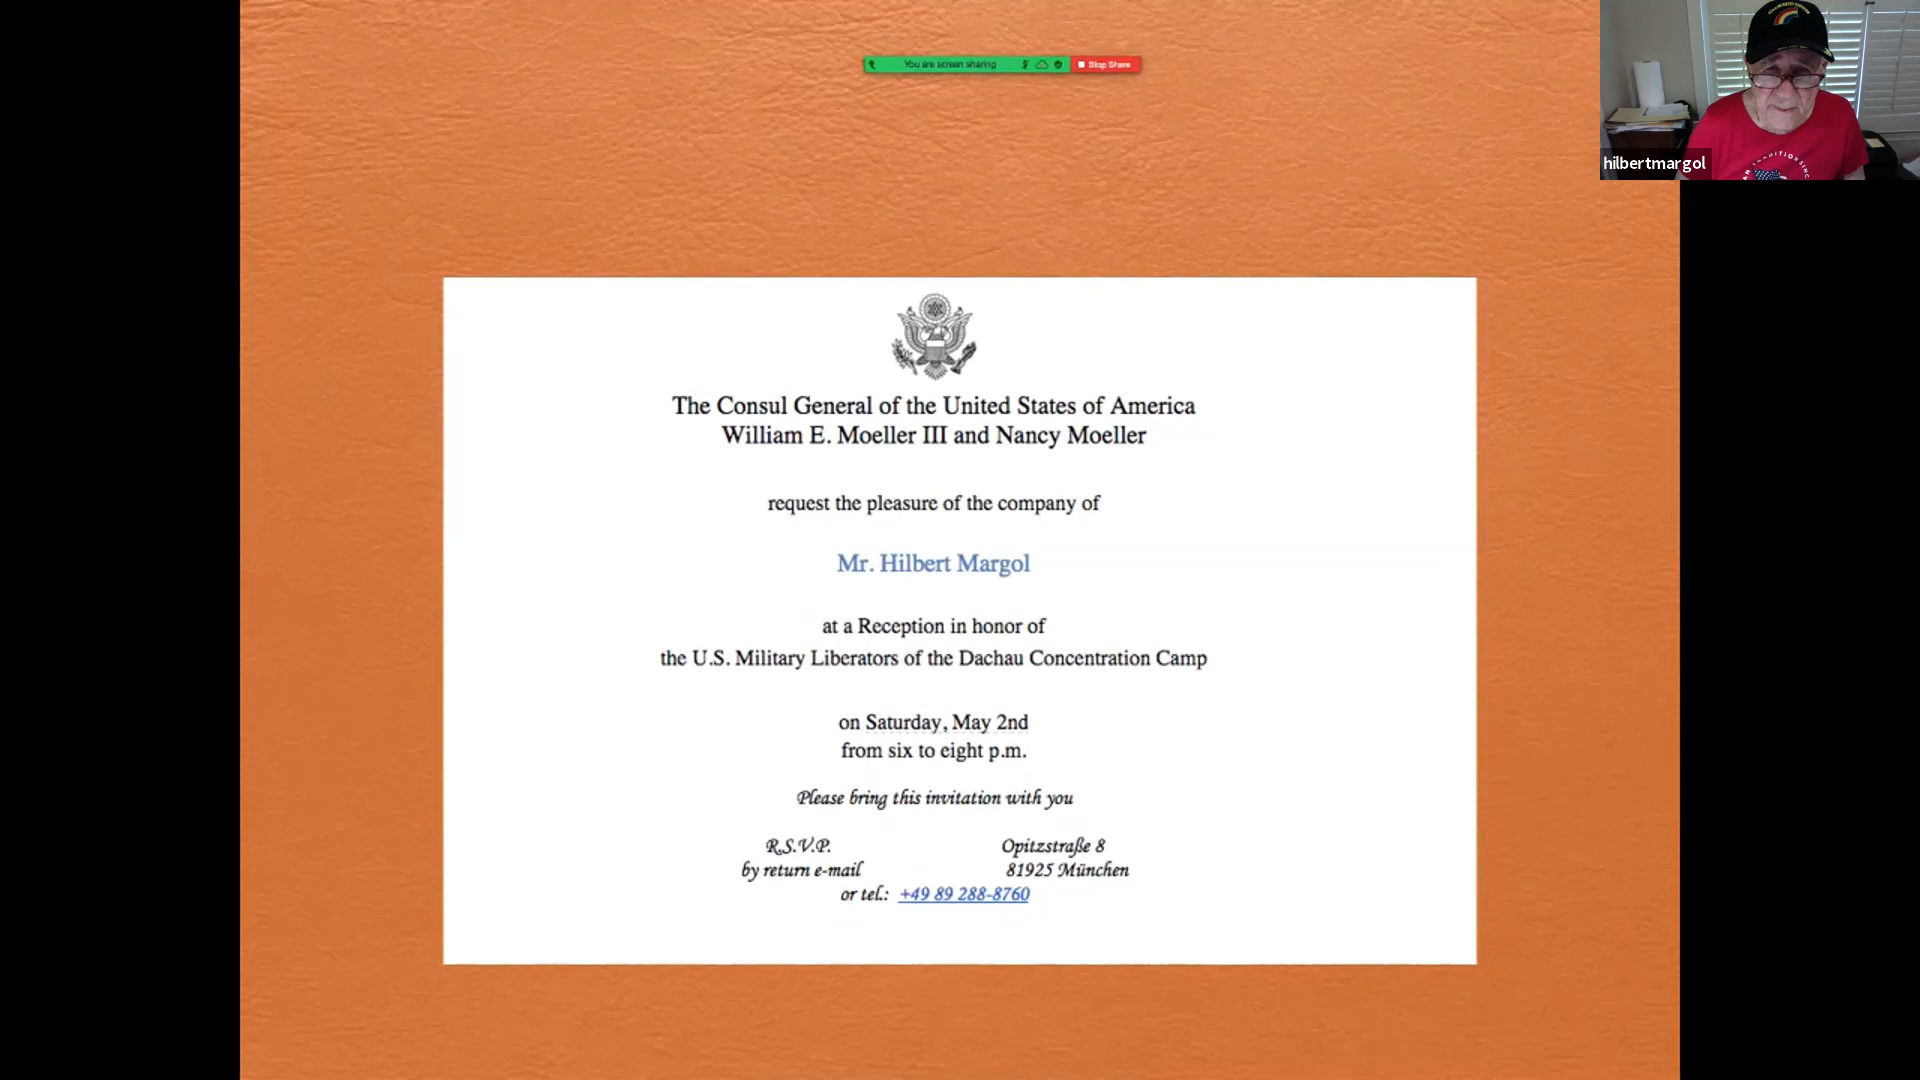 You are screen sharing
Stop Share
hilbertmargol
The Consul General of the United States of America
William E. Moeller III and Nancy Moeller
request the pleasure of the company of
Mr. Hilbert Margol
at a Reception in honor of
the U.S. Military Liberators of the Dachau Concentration Camp
on Saturday, May 2nd
from six to eight p.m.
Please bring this invitation with you
R.S.V.P.
Opitzstraße 8
by return e-mail
81925 München
or tel.: +49 89 288-8760